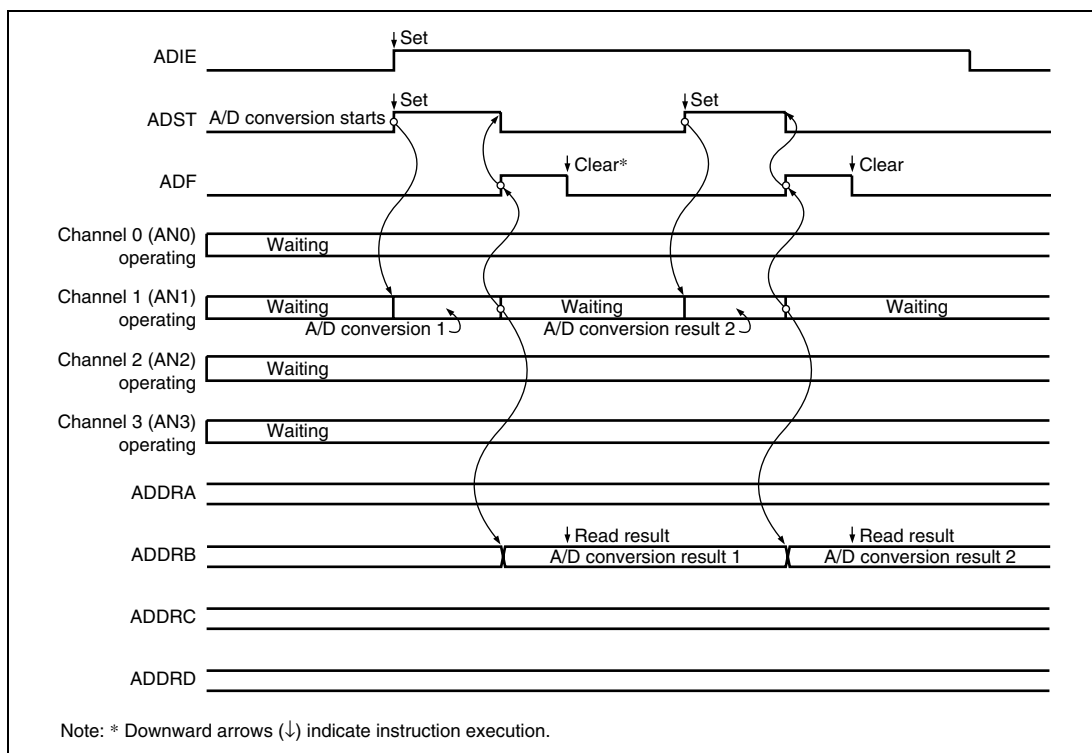 Set
ADIE
Set
Set
ADST
A/D conversion starts
Clear*
Clear
ADF
Channel 0 (AN0)
operating
Waiting
Channel 1 (AN1)
operating
Waiting
Waiting
Waiting
A/D conversion 1
A/D conversion result 2
Channel 2 (AN2)
operating
Waiting
Channel 3 (AN3)
operating
Waiting
ADDRA
Read result
Read result
ADDRB
A/D conversion result 1
A/D conversion result 2
ADDRC
ADDRD
Note: * Downward arrows (↓) indicate instruction execution.